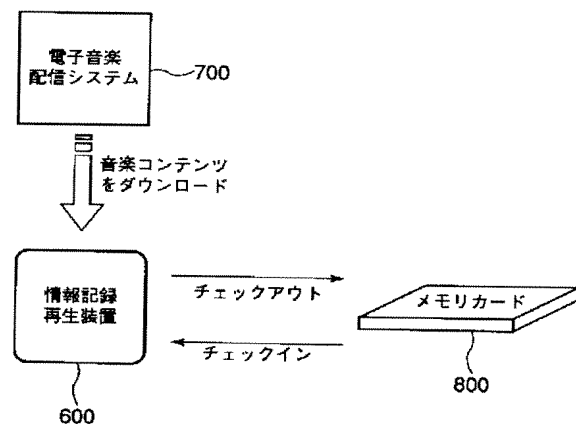 電子音楽
配信システム
700
音楽コンテンツ
をダウンロード
情報記録
再生装置
チェックアウト
メモリカード
チェックイン
800
600